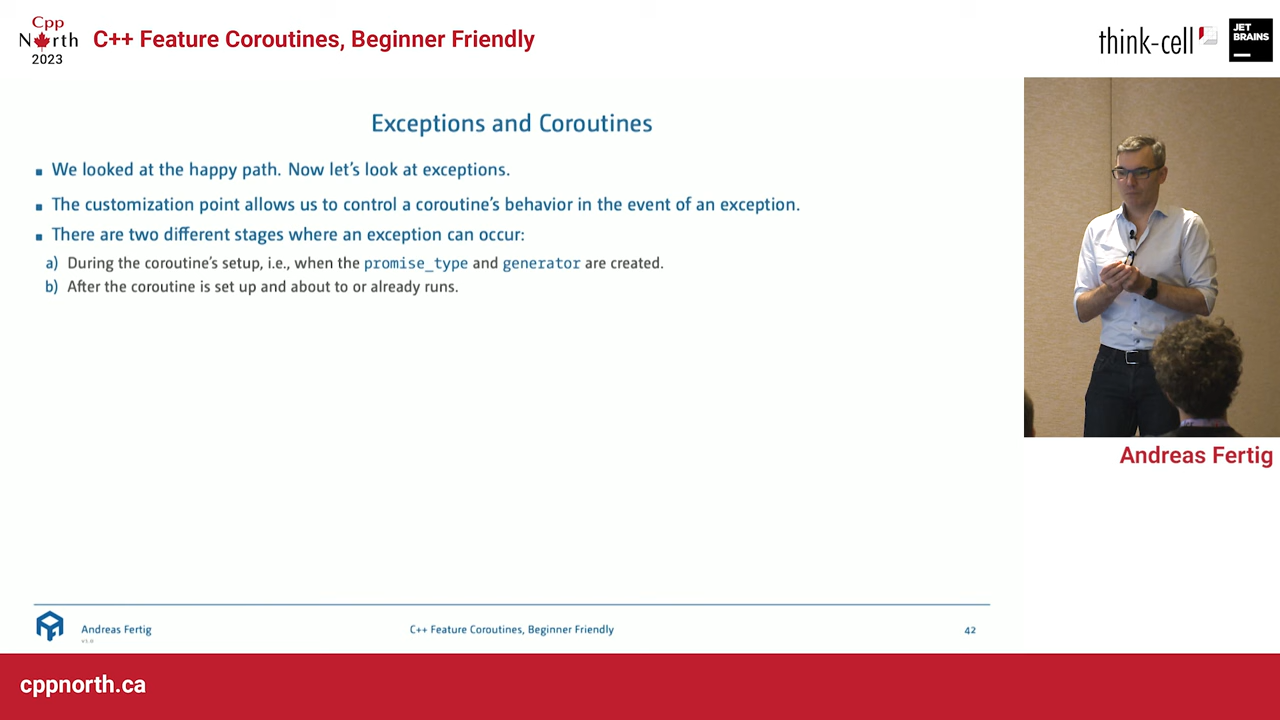 Cpp
North
2023
C++ Feature Coroutines, Beginner Friendly
think-cell
JET
BRAINS
Exceptions and Coroutines
We looked at the happy path. Now let's look at exceptions.
The customization point allows us to control a coroutine's behavior in the event of an exception.
There are two different stages where an exception can occur:
a) During the coroutine's setup, i.e., when the promise_type and generator are created.
b) After the coroutine is set up and about to or already runs.
Andreas Fertig
Andreas Fertig
C++ Feature Coroutines, Beginner Friendly
42
cppnorth.ca